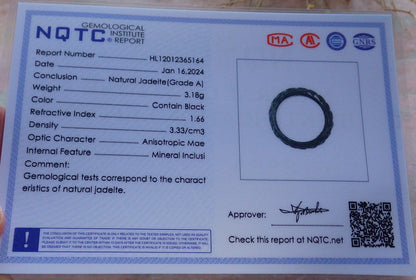 NQTC GEMOLOGICAL INSTITUTE REPORT
MA
GNRS
Report Number HL12012365164
Date Jan 16,2024
Conclusion Natural Jadeite(Grade A)
Weight 3.18g
Color Contain Black
Refractive Index 1.66
Density 3.33/cm3
Optic Character Anisotropic Mae
Internal Feature Mineral Inclusi
Comment:
Gemological tests correspond to the charact
eristics of natural jadeite.
Approver:
Check this report at NQTC.net